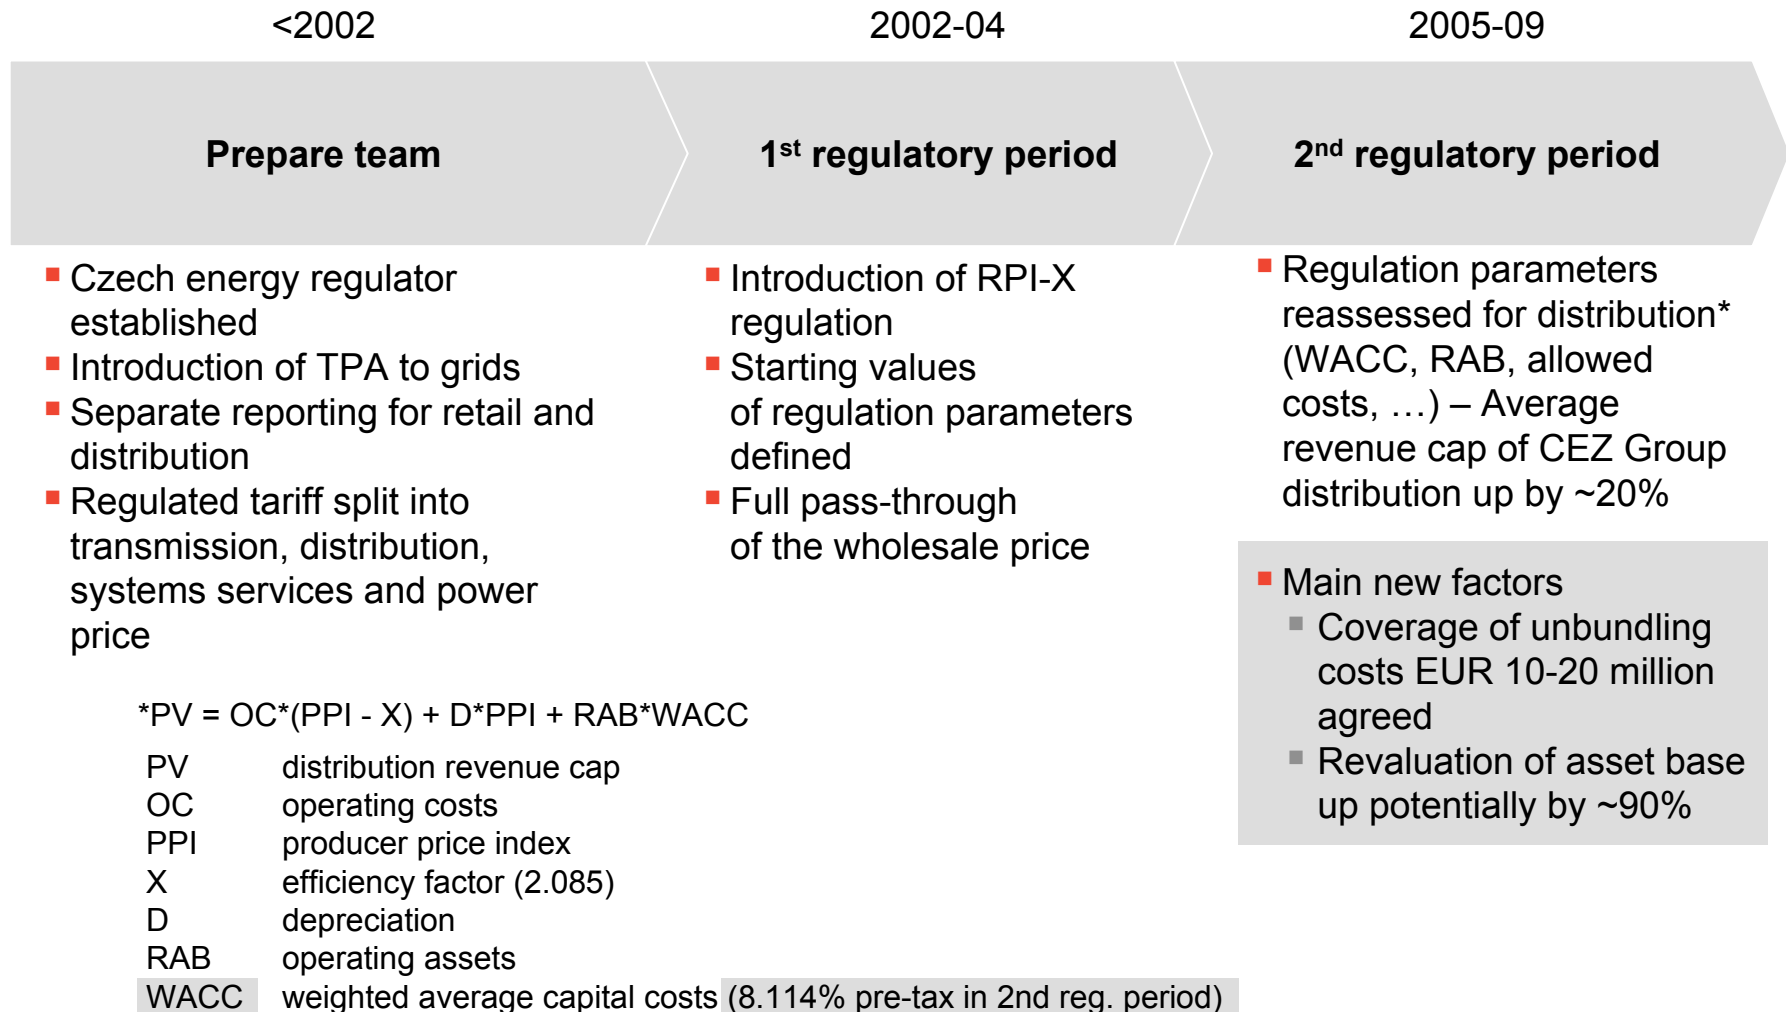 <2002
2002-04
2005-09
Prepare team
1st regulatory period
2nd regulatory period
▪ Czech energy regulator
established
▪ Introduction of TPA to grids
▪ Separate reporting for retail and
distribution
▪ Regulated tariff split into
transmission, distribution,
systems services and power
price
▪ Introduction of RPI-X
regulation
▪ Starting values
of regulation parameters
defined
▪ Full pass-through
of the wholesale price
▪ Regulation parameters
reassessed for distribution*
(WACC, RAB, allowed
costs, …) – Average
revenue cap of CEZ Group
distribution up by ~20%
▪ Main new factors
▪ Coverage of unbundling
costs EUR 10-20 million
agreed
▪ Revaluation of asset base
up potentially by ~90%
*PV = OC*(PPI - X) + D*PPI + RAB*WACC
PV distribution revenue cap
OC operating costs
PPI producer price index
X efficiency factor (2.085)
D depreciation
RAB operating assets
WACC weighted average capital costs (8.114% pre-tax in 2nd reg. period)